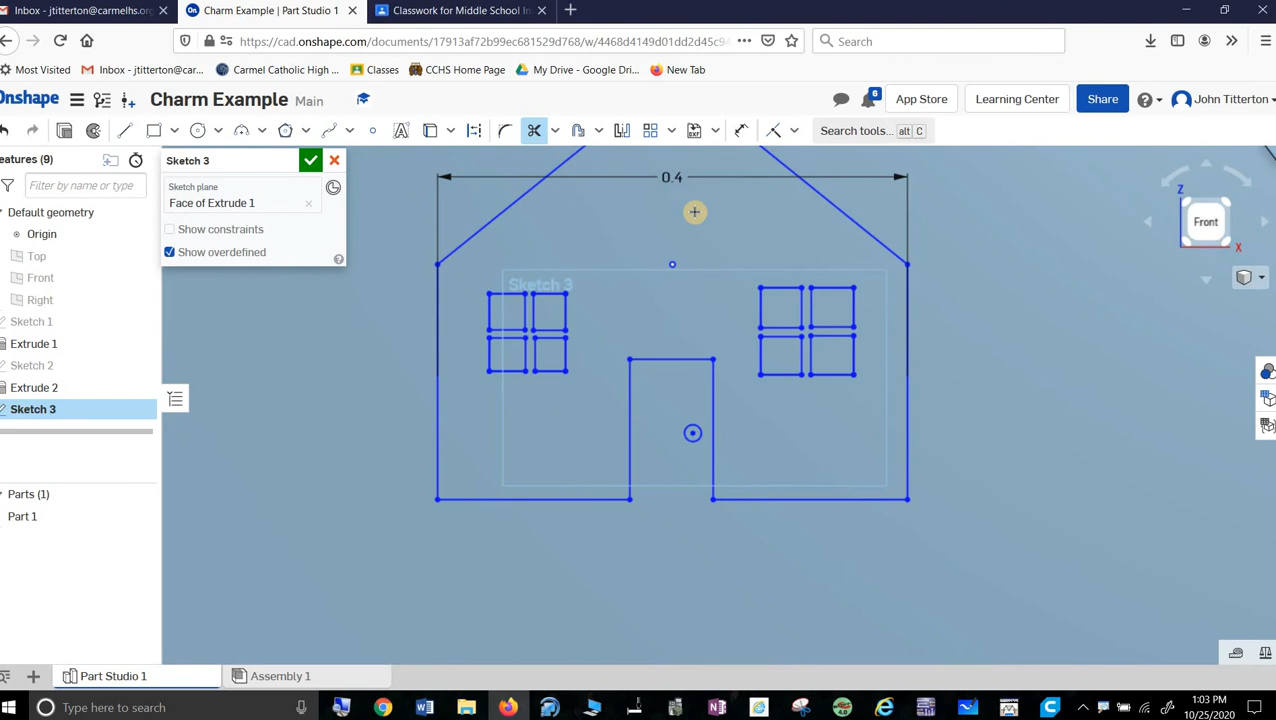 Inbox - jtitterton@carmelhs.org
Charm Example | Part Studio 1
Classwork for Middle School In
https://cad.onshape.com/documents/17913af72b99ec681529d768/w/4468d4149d01dd2d45c94
Search
Most Visited
Inbox - jtitterton@car...
Carmel Catholic High ...
Classes
CCHS Home Page
My Drive - Google Dri...
New Tab
Onshape
Charm Example
Main
6
App Store
Learning Center
Share
John Titterton
Search tools...
alt
C
eatures (9)
Filter by name or type
Default geometry
Origin
Top
Front
Right
Sketch 1
Extrude 1
Sketch 2
Extrude 2
Sketch 3
Parts (1)
Part 1
Sketch 3
Sketch plane
Face of Extrude 1
Show constraints
Show overdefined
0.4
Sketch 3
Z
Front
X
Part Studio 1
Assembly 1
Type here to search
1:03 PM
10/25/2020